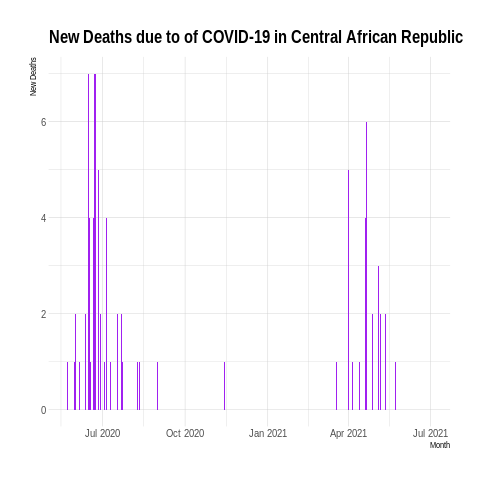 New Deaths due to of COVID-19 in Central African Republic
New Deaths
6
4
2
0
Jul 2020 Oct 2020 Jan 2021 Apr 2021 Jul 2021
Month